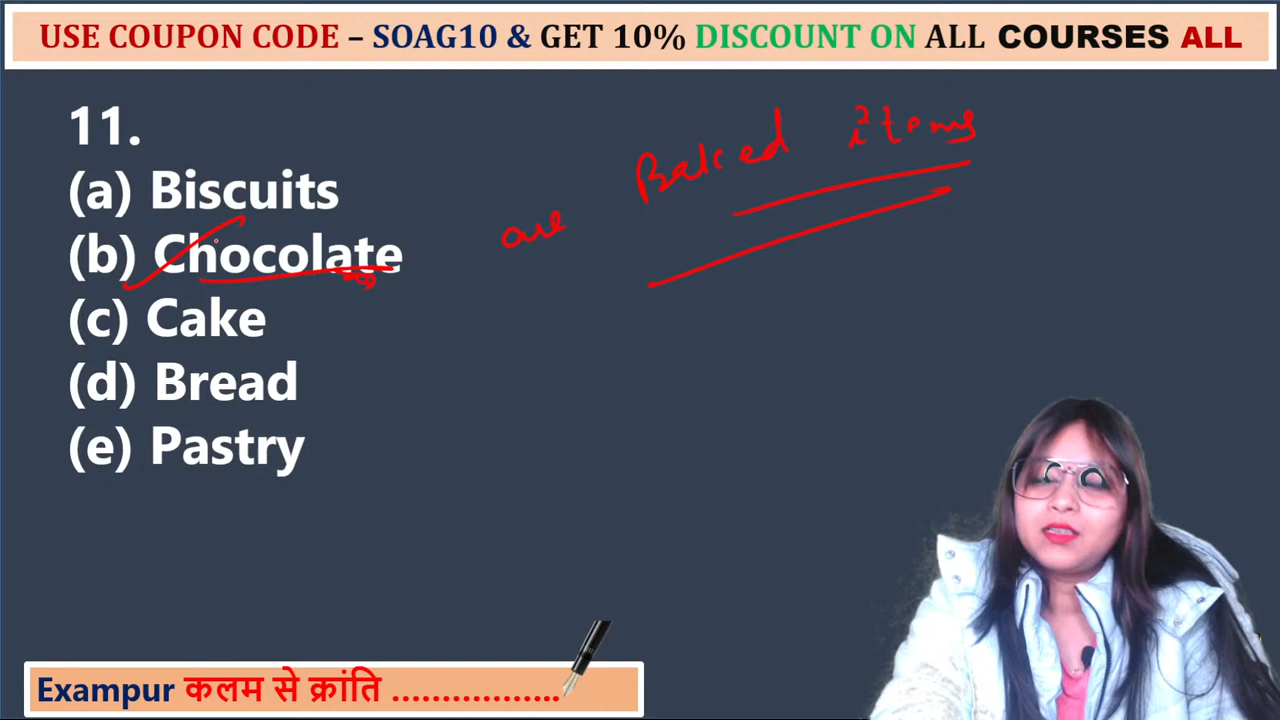 USE COUPON CODE – SOAG10 & GET 10% DISCOUNT ON ALL COURSES ALL
11.
(a) Biscuits
(b) Chocolate
(c) Cake
(d) Bread
(e) Pastry
are Baked items
Exampur कलम से क्रांति .................